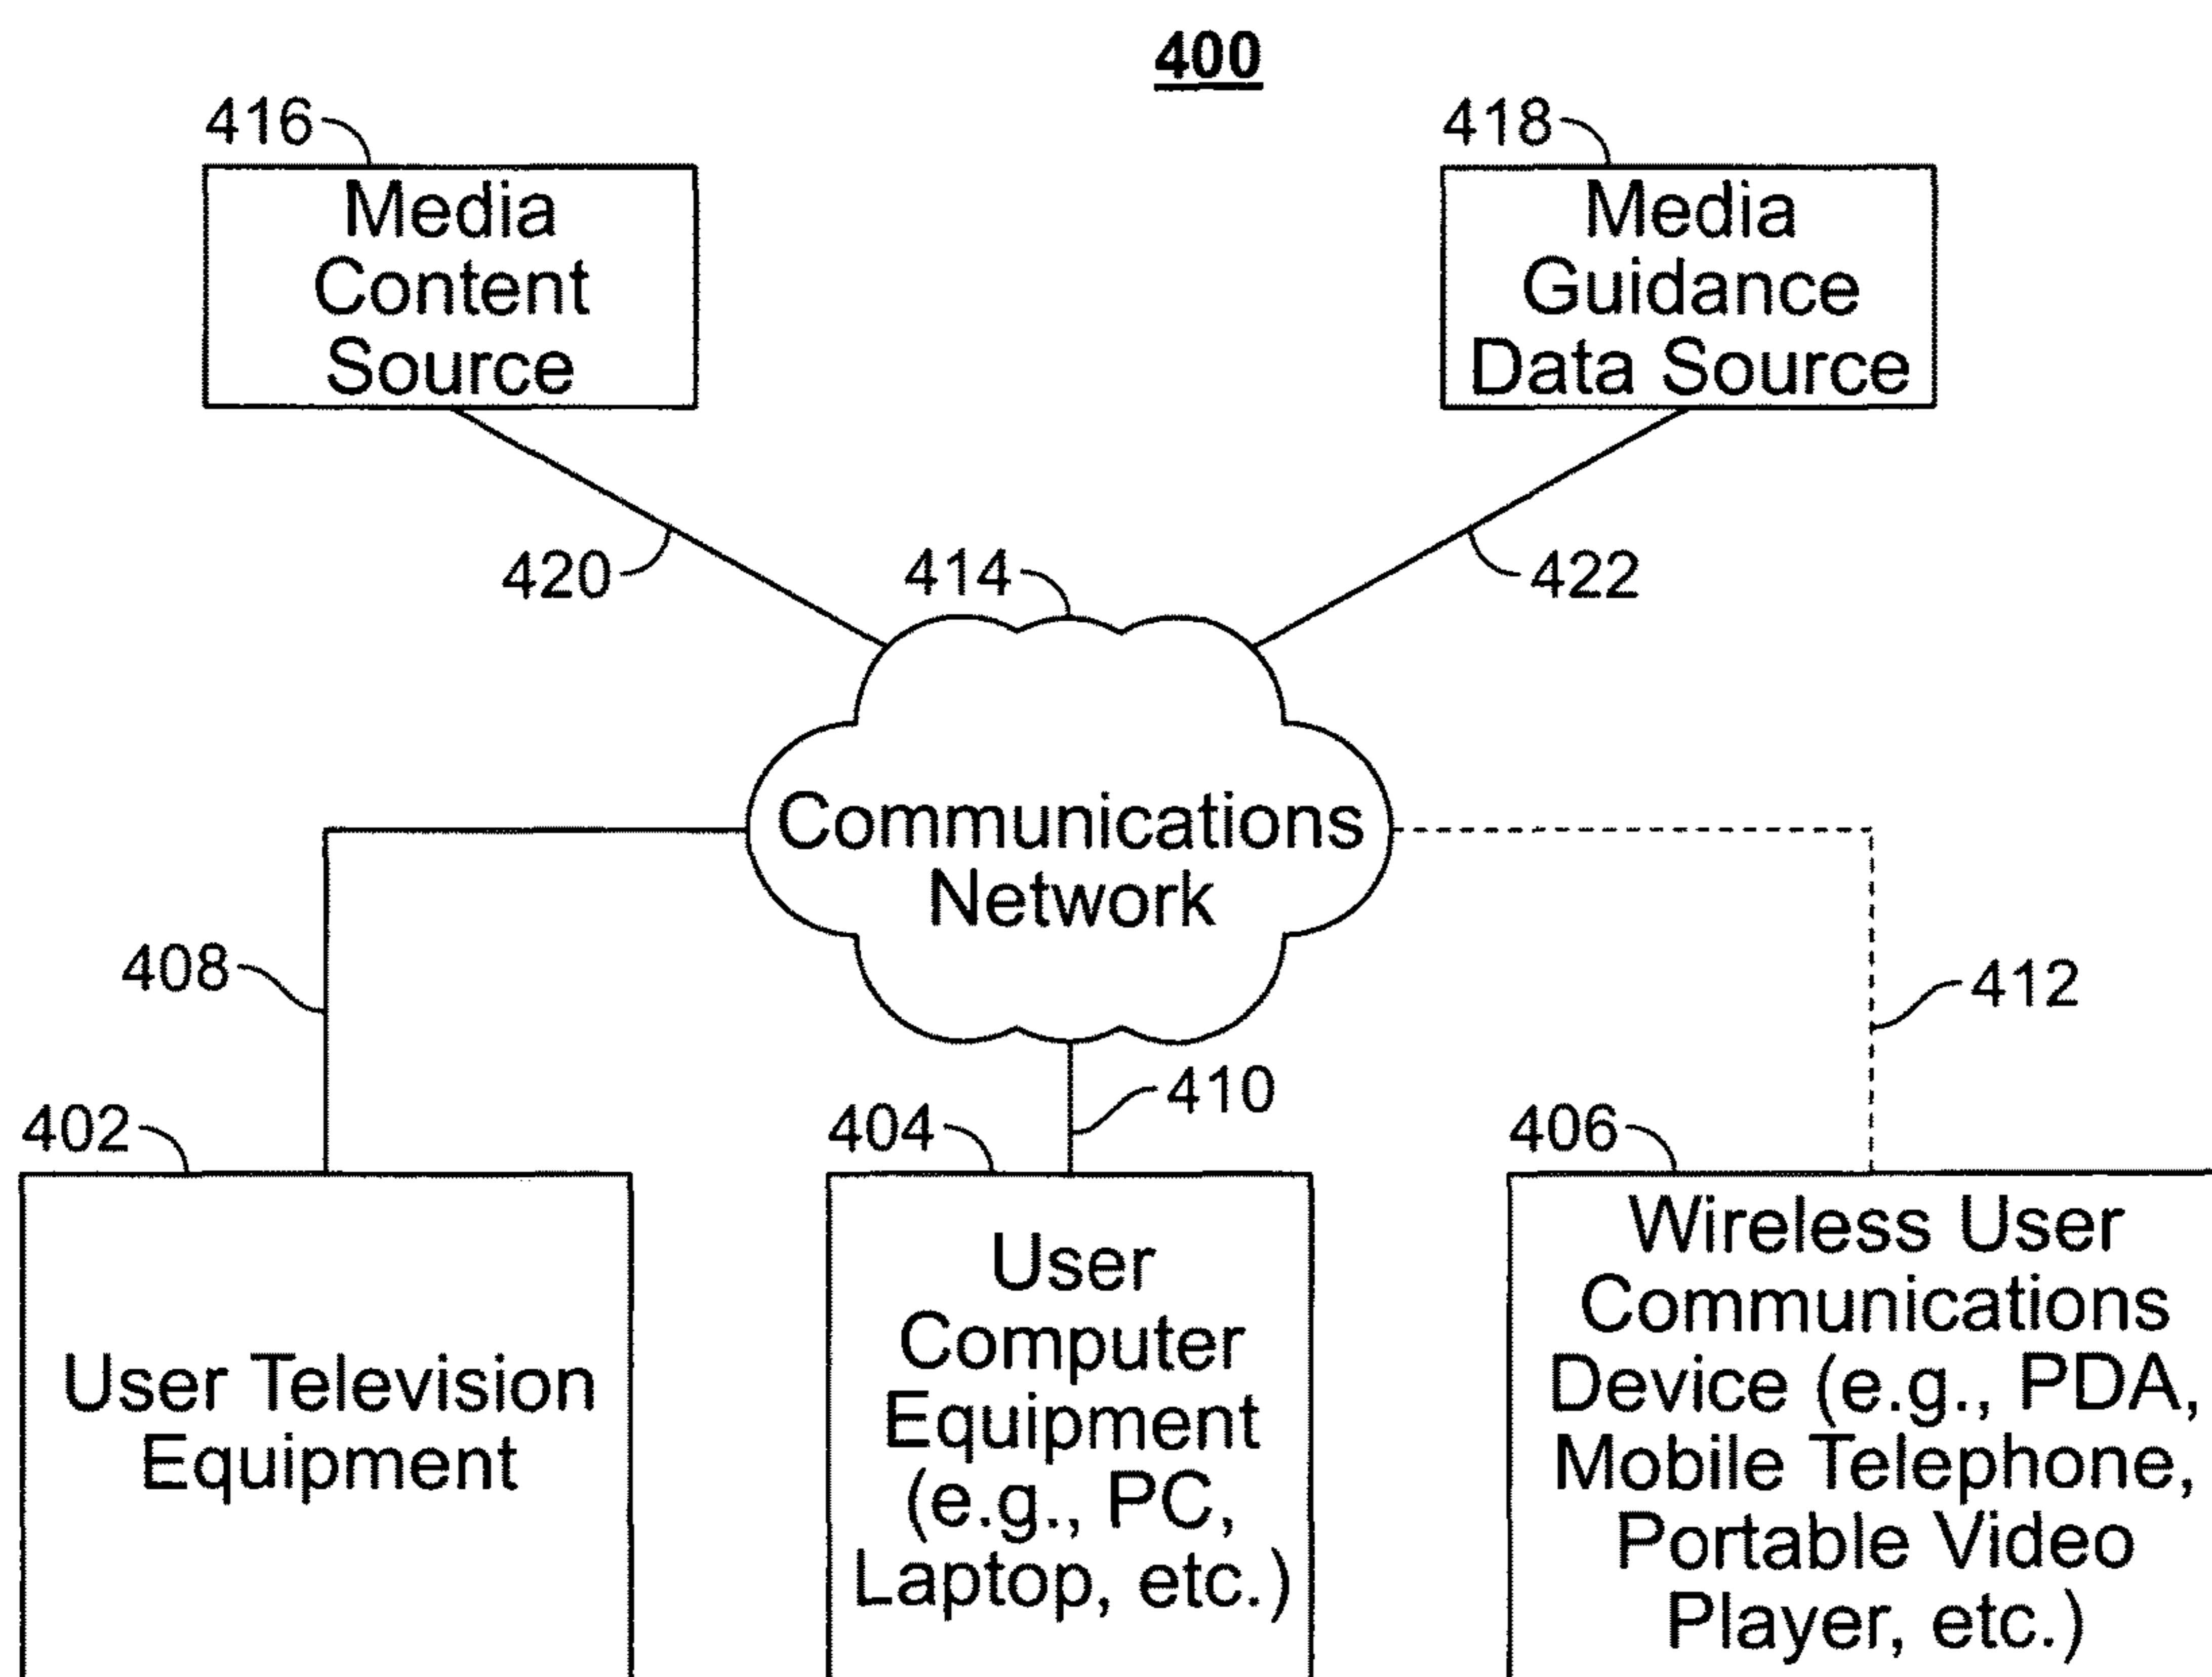 400
416
418
Media
Content
Source
Media
Guidance
Data Source
420
414
422
Communications
Network
408
412
410
402
404
406
User Television
Equipment
User
Computer
Equipment
(e.g., PC,
Laptop, etc.)
Wireless User
Communications
Device (e.g., PDA,
Mobile Telephone,
Portable Video
Player, etc.)